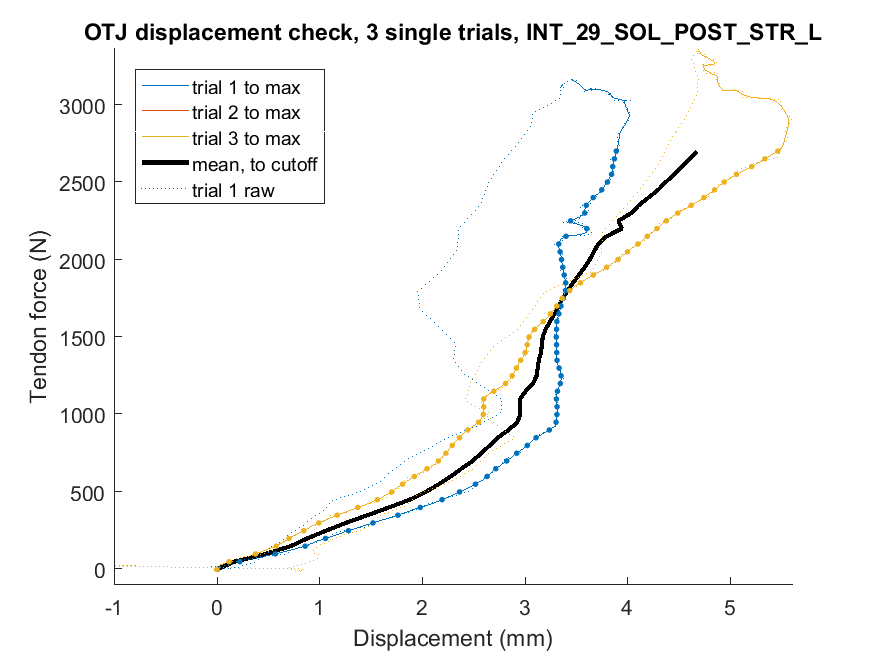 OTJ displacement check, 3 single trials, INT_29_SOL_POST_STR_L
trial 1 to max
trial 2 to max
trial 3 to max
mean, to cutoff
trial 1 raw
3000
2500
2000
1500
1000
500
0
Tendon force (N)
-1 0 1 2 3 4 5
Displacement (mm)